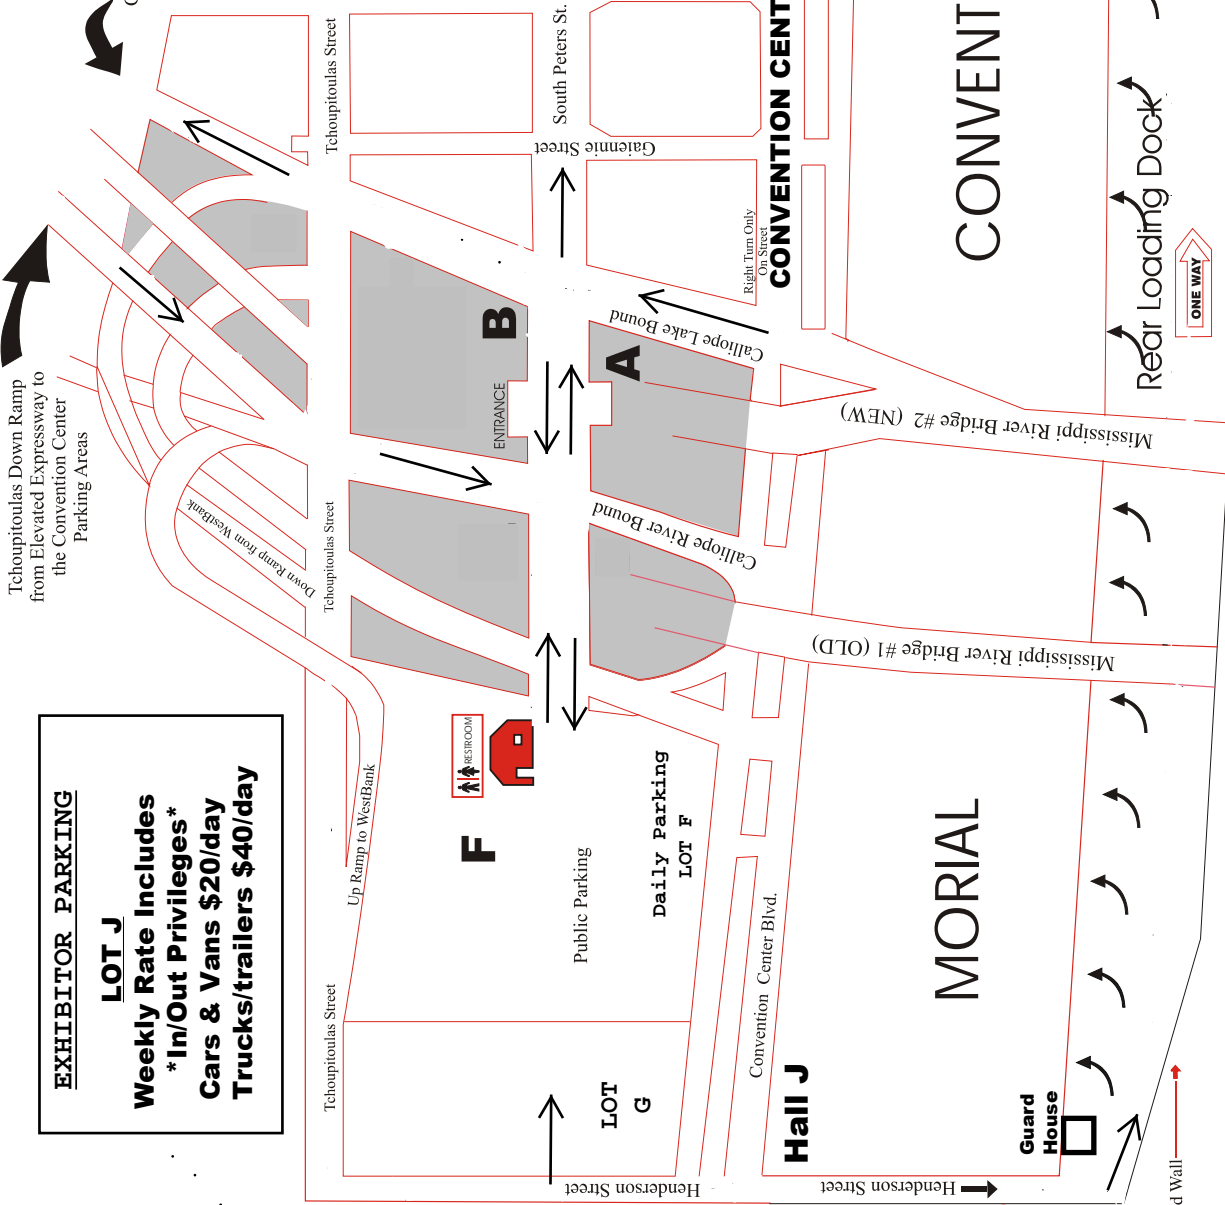 Tchoupitoulas Down Ramp
from Elevated Expressway to
the Convention Center
Parking Areas
EXHIBITOR PARKING
LOT J
Weekly Rate Includes
*In/Out Privileges*
Cars & Vans $20/day
Trucks/trailers $40/day
Tchoupitoulas Street
Tchoupitoulas Street
Tchoupitoulas Street
Down Ramp from WestBank
Up Ramp to WestBank
South Peters St.
Gaiennie Street
B
ENTRANCE
A
Calliope Lake Bound
Calliope River Bound
Right Turn Only
On Street
CONVENTION CENT
CONVENT
Rear Loading Dock
ONE WAY
Mississippi River Bridge #2 (NEW)
Mississippi River Bridge #1 (OLD)
RESTROOM
F
Public Parking
Daily Parking
LOT F
Convention Center Blvd.
MORIAL
LOT
G
Hall J
Guard
House
Henderson Street
Henderson Street
d Wall